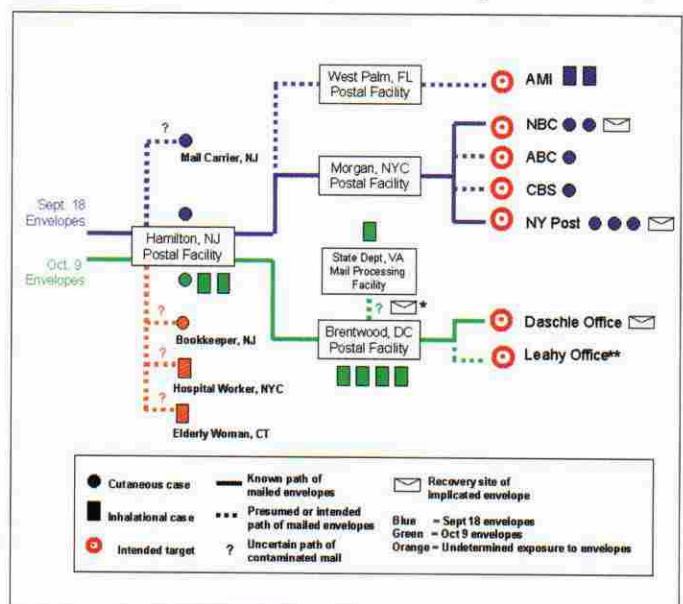 West Palm, FL
Postal Facility
AMI
?
Mail Carrier, NJ
NBC
ABC
CBS
NY Post
Morgan, NYC
Postal Facility
Sept. 18
Envelopes
Oct. 9
Envelopes
Hamilton, NJ
Postal Facility
State Dept, VA
Mail Processing
Facility
? *
Brentwood, DC
Postal Facility
Daschle Office
Leahy Office**
?
Bookkeeper, NJ
?
Hospital Worker, NYC
?
Elderly Woman, CT
Cutaneous case
Inhalational case
Intended target
Known path of
mailed envelopes
Presumed or intended
path of mailed envelopes
? Uncertain path of
contaminated mail
Recovery site of
implicated envelope
Blue = Sept 18 envelopes
Green = Oct 9 envelopes
Orange = Undetermined exposure to envelopes